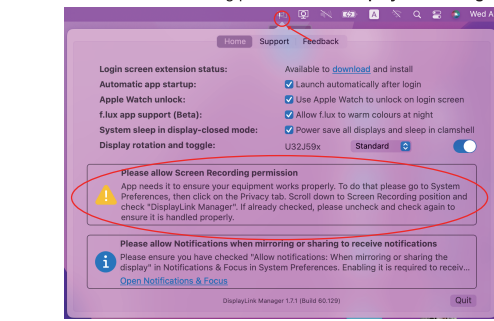 Wed A
Home Support Feedback
Login screen extension status: Available to download and install
Automatic app startup: Launch automatically after login
Apple Watch unlock: Use Apple Watch to unlock on login screen
f.lux app support (Beta): Allow f.lux to warm colours at night
System sleep in display-closed mode: Power save all displays and sleep in clamshell
Display rotation and toggle: U32J59x Standard
Please allow Screen Recording permission
App needs it to ensure your equipment works properly. To do that please go to System
Preferences, then click on the Privacy tab. Scroll down to Screen Recording position and
check "DisplayLink Manager". If already checked, please uncheck and check again to
ensure it is handled properly.
Please allow Notifications when mirroring or sharing to receive notifications
Please ensure you have checked "Allow notifications: When mirroring or sharing the
display" in Notifications & Focus in System Preferences. Enabling it is required to receiv...
Open Notifications & Focus
DisplayLink Manager 1.7.1 (Build 60.129)
Quit